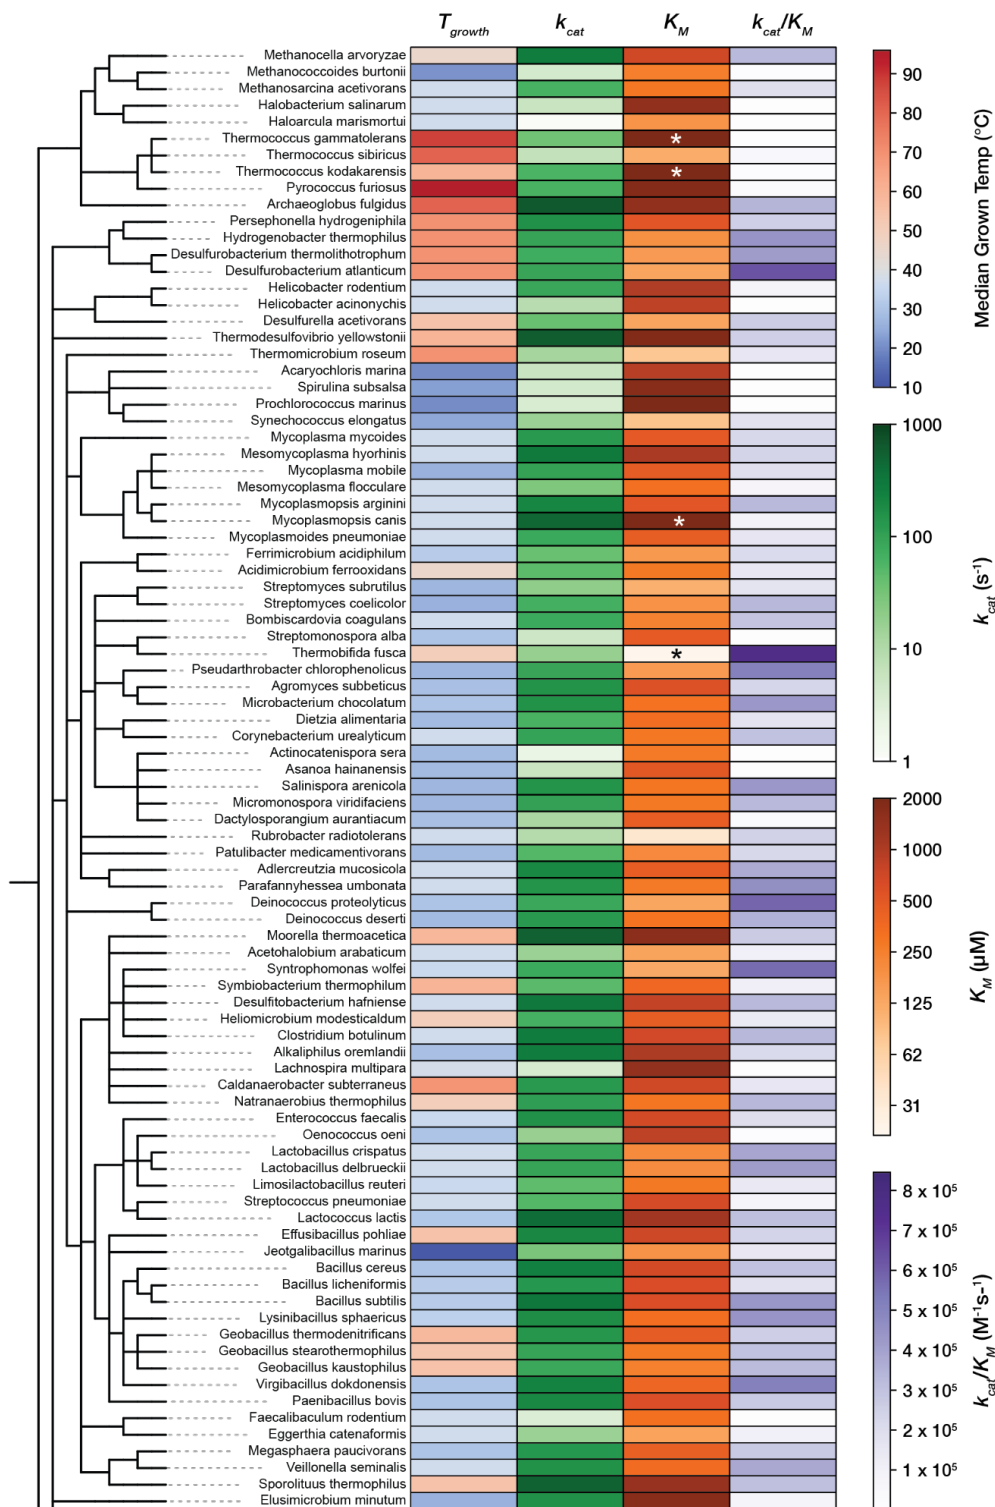 T growth k cat K M k cat/K M
Methanocella arvoryzae
Methanococcoides burtonii
Methanosarcina acetivorans
Halobacterium salinarum
Haloarcula marismortui
Thermococcus gammatolerans *
Thermococcus sibiricus
Thermococcus kodakarensis *
Pyrococcus furiosus
Archaeoglobus fulgidus
Persephonella hydrogeniphila
Hydrogenobacter thermophilus
Desulfurobacterium thermolithotrophum
Desulfurobacterium atlanticum
Helicobacter rodentium
Helicobacter acinonychis
Desulfurella acetivorans
Thermodesulfovibrio yellowstonii
Thermomicrobium roseum
Acaryochloris marina
Spirulina subsalsa
Prochlorococcus marinus
Synechococcus elongatus
Mycoplasma mycoides
Mesomycoplasma hyorhinis
Mycoplasma mobile
Mesomycoplasma flocculare
Mycoplasmopsis arginini
Mycoplasmopsis canis *
Mycoplasmoides pneumoniae
Ferrimicrobium acidiphilum
Acidimicrobium ferrooxidans
Streptomyces subrutilus
Streptomyces coelicolor
Bombiscardovia coagulans
Streptomonospora alba
Thermobifida fusca *
Pseudarthrobacter chlorophenolicus
Agromyces subbeticus
Microbacterium chocolatum
Dietzia alimentaria
Corynebacterium urealyticum
Actinocatenispora sera
Asanoa hainanensis
Salinispora arenicola
Micromonospora viridifaciens
Dactylosporangium aurantiacum
Rubrobacter radiotolerans
Patulibacter medicamentivorans
Adlercreutzia mucosicola
Parafannyhessea umbonata
Deinococcus proteolyticus
Deinococcus deserti
Moorella thermoacetica
Acetohalobium arabaticum
Syntrophomonas wolfei
Symbiobacterium thermophilum
Desulfitobacterium hafniense
Heliomicrobium modesticaldum
Clostridium botulinum
Alkaliphilus oremlandii
Lachnospira multipara
Caldanaerobacter subterraneus
Natranaerobius thermophilus
Enterococcus faecalis
Oenococcus oeni
Lactobacillus crispatus
Lactobacillus delbrueckii
Limosilactobacillus reuteri
Streptococcus pneumoniae
Lactococcus lactis
Effusibacillus pohliae
Jeotgalibacillus marinus
Bacillus cereus
Bacillus licheniformis
Bacillus subtilis
Lysinibacillus sphaericus
Geobacillus thermodenitrificans
Geobacillus stearothermophilus
Geobacillus kaustophilus
Virgibacillus dokdonensis
Paenibacillus bovis
Faecalibaculum rodentium
Eggerthia catenaformis
Megasphaera paucivorans
Veillonella seminalis
Sporolituus thermophilus
Elusimicrobium minutum
90
80
70
60
50
40
30
20
10
Median Grown Temp (°C)
1000
100
10
1
k cat (s⁻¹)
2000
1000
500
250
125
62
31
K M (µM)
8 x 10⁵
7 x 10⁵
6 x 10⁵
5 x 10⁵
4 x 10⁵
3 x 10⁵
2 x 10⁵
1 x 10⁵
k cat/K M (M⁻¹s-¹)